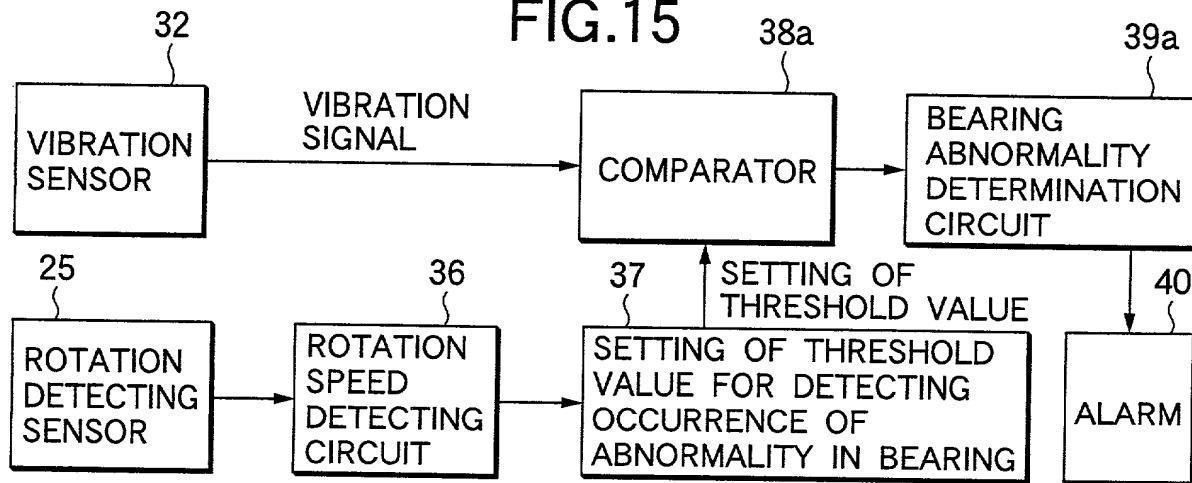 FIG.15
32
38a
39a
VIBRATION
SENSOR
VIBRATION
SIGNAL
COMPARATOR
BEARING
ABNORMALITY
DETERMINATION
CIRCUIT
25
36
37
SETTING OF
THRESHOLD VALUE
40
ROTATION
DETECTING
SENSOR
ROTATION
SPEED
DETECTING
CIRCUIT
SETTING OF THRESHOLD
VALUE FOR DETECTING
OCCURRENCE OF
ABNORMALITY IN BEARING
ALARM